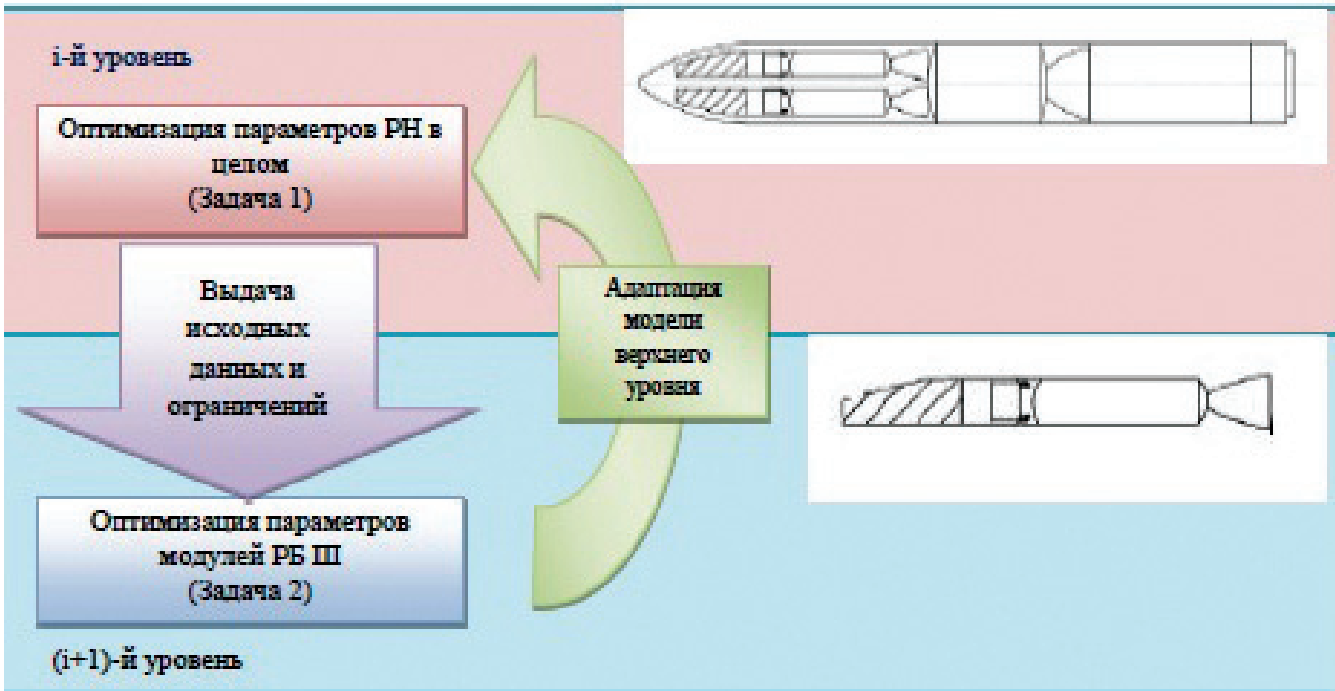 i-й уровень
Оптимизация параметров РН в
целом
(Задача 1)
Выдача
исходных
данных и
ограничений
Адаптация
модели
верхнего
уровня
Оптимизация параметров
модулей РБ III
(Задача 2)
(i+1)-й уровень